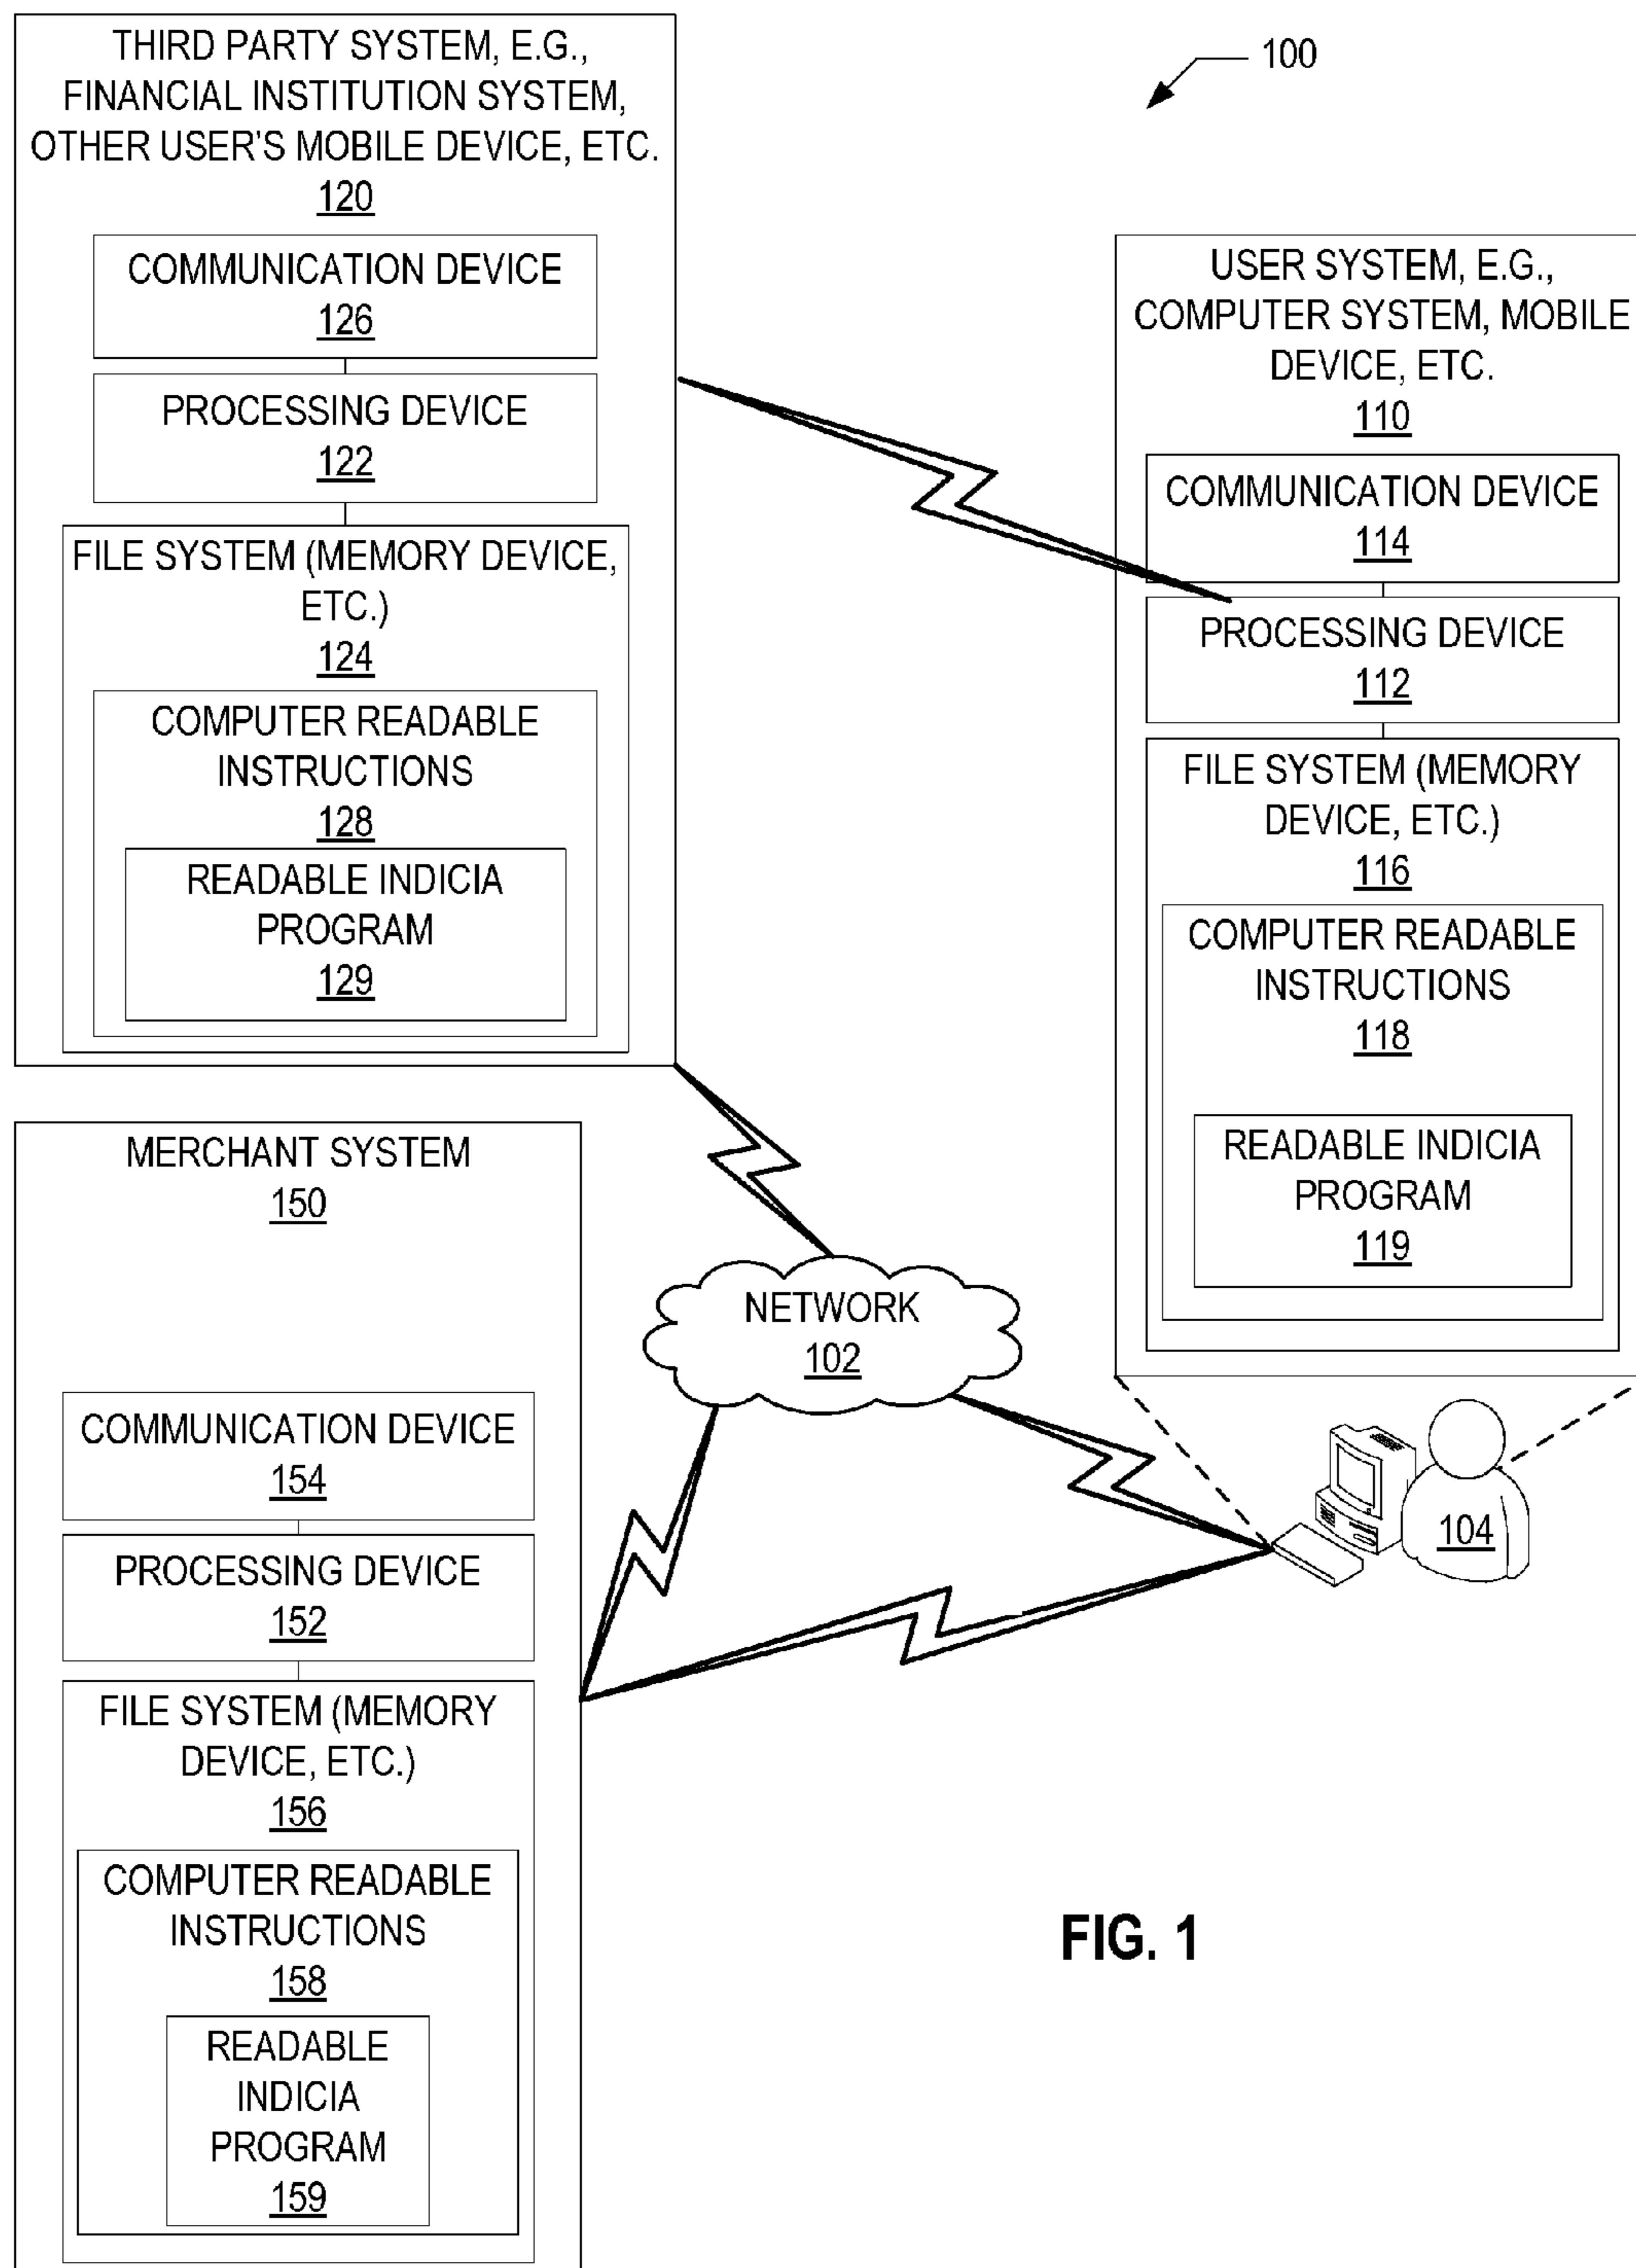 THIRD PARTY SYSTEM, E.G.,
FINANCIAL INSTITUTION SYSTEM,
OTHER USER'S MOBILE DEVICE, ETC.
120
COMMUNICATION DEVICE
126
PROCESSING DEVICE
122
FILE SYSTEM (MEMORY DEVICE,
ETC.)
124
COMPUTER READABLE
INSTRUCTIONS
128
READABLE INDICIA
PROGRAM
129
100
USER SYSTEM, E.G.,
COMPUTER SYSTEM, MOBILE
DEVICE, ETC.
110
COMMUNICATION DEVICE
114
PROCESSING DEVICE
112
FILE SYSTEM (MEMORY
DEVICE, ETC.)
116
COMPUTER READABLE
INSTRUCTIONS
118
READABLE INDICIA
PROGRAM
119
MERCHANT SYSTEM
150
COMMUNICATION DEVICE
154
PROCESSING DEVICE
152
FILE SYSTEM (MEMORY
DEVICE, ETC.)
156
COMPUTER READABLE
INSTRUCTIONS
158
READABLE
INDICIA
PROGRAM
159
NETWORK
102
104
FIG. 1